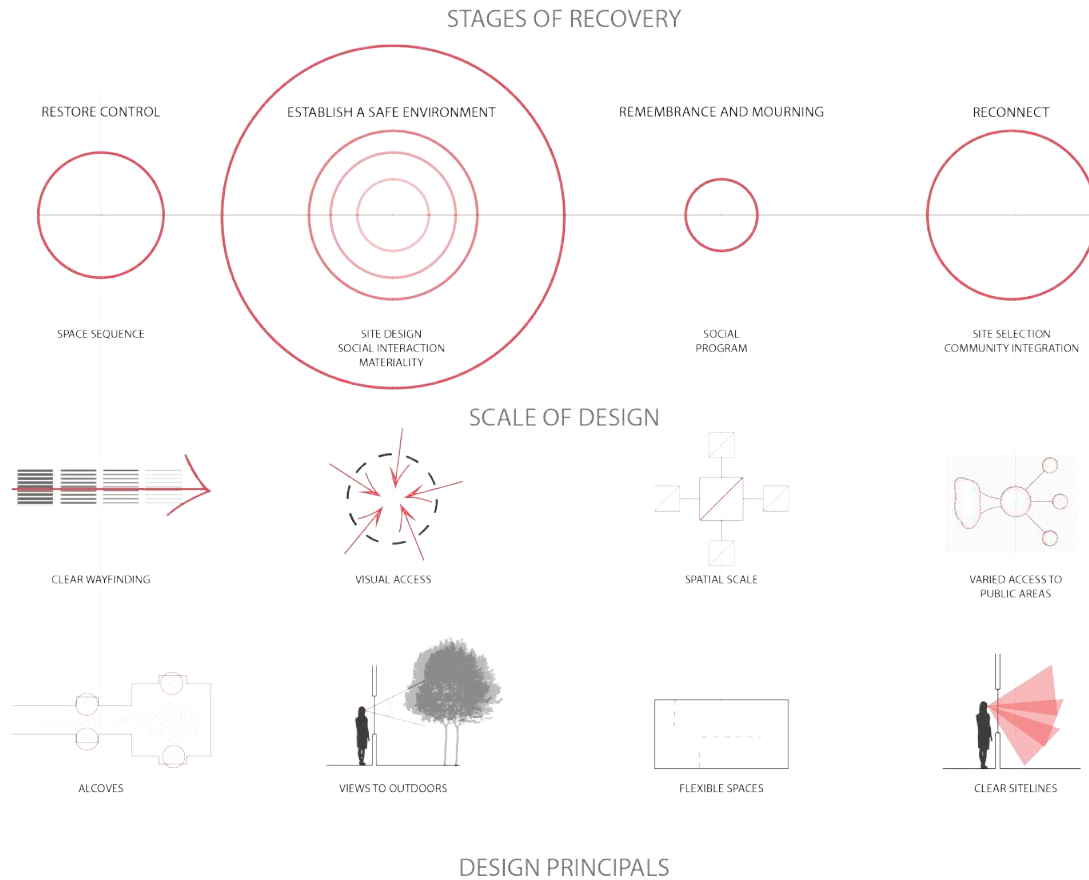 STAGES OF RECOVERY
RESTORE CONTROL
ESTABLISH A SAFE ENVIRONMENT
REMEMBRANCE AND MOURNING
RECONNECT
SPACE SEQUENCE
SITE DESIGN
SOCIAL INTERACTION
MATERIALITY
SOCIAL
PROGRAM
SITE SELECTION
COMMUNITY INTEGRATION
SCALE OF DESIGN
CLEAR WAYFINDING
VISUAL ACCESS
SPATIAL SCALE
VARIED ACCESS TO
PUBLIC AREAS
ALCOVES
VIEWS TO OUTDOORS
FLEXIBLE SPACES
CLEAR SITELINES
DESIGN PRINCIPALS